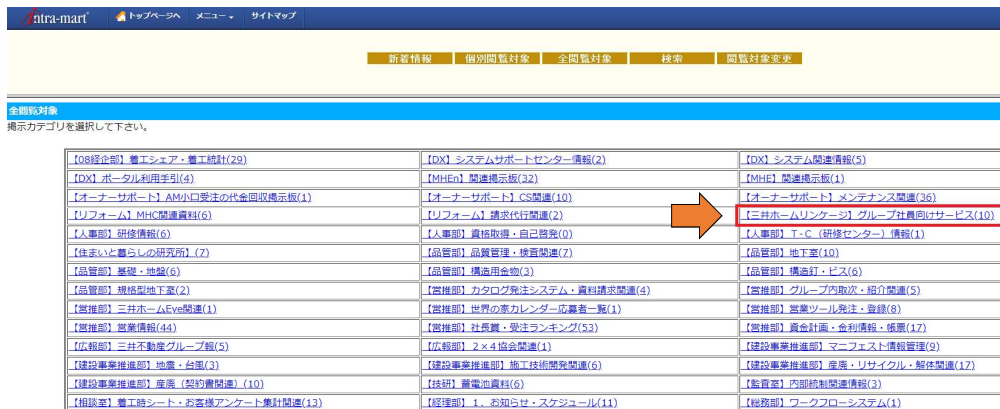 intra-mart トップページへ メニュー サイトマップ
新着情報 個別閲覧対象 全閲覧対象 検索 閲覧対象変更
全閲覧対象
掲示カテゴリを選択して下さい。
【08経企部】着工シェア・着工統計(29) 【DX】システムサポートセンター情報(2) 【DX】システム関連情報(5)
【DX】ポータル利用手引(4) 【MHEn】関連掲示板(32) 【MHE】関連掲示板(1)
【オーナーサポート】AM小口受注の代金回収掲示板(1) 【オーナーサポート】CS関連(10) 【オーナーサポート】メンテナンス関連(36)
【リフォーム】MHC関連資料(6) 【リフォーム】請求代行関連(2) 【三井ホームリンケージ】グループ社員向けサービス(10)
【人事部】研修情報(6) 【人事部】資格取得・自己啓発(0) 【人事部】T-C（研修センター）情報(1)
【住まいと暮らしの研究所】(7) 【品管部】品質管理・検査関連(7) 【品管部】地下室(10)
【品管部】基礎・地盤(6) 【品管部】構造用金物(3) 【品管部】構造釘・ビス(6)
【品管部】規格型地下室(2) 【営推部】カタログ発注システム・資料請求関連(4) 【営推部】グループ内取次・紹介関連(5)
【営推部】三井ホームEye関連(1) 【営推部】世界の家カレンダー応募者一覧(1) 【営推部】営業ツール発注・登録(8)
【営推部】営業情報(44) 【営推部】社長賞・受注ランキング(53) 【営推部】資金計画・金利情報・帳票(17)
【広報部】三井不動産グループ報(5) 【広報部】２×４協会関連(1) 【建設事業推進部】マニフェスト情報管理(9)
【建設事業推進部】地震・台風(3) 【建設事業推進部】施工技術開発関連(6) 【建設事業推進部】産廃・リサイクル・解体関連(17)
【建設事業推進部】産廃（契約書関連）(10) 【技研】蓄電池資料(6) 【監査室】内部統制関連情報(3)
【相談室】着工時シート・お客様アンケート集計関連(13) 【経理部】１．お知らせ・スケジュール(11) 【総務部】ワークフローシステム(1)